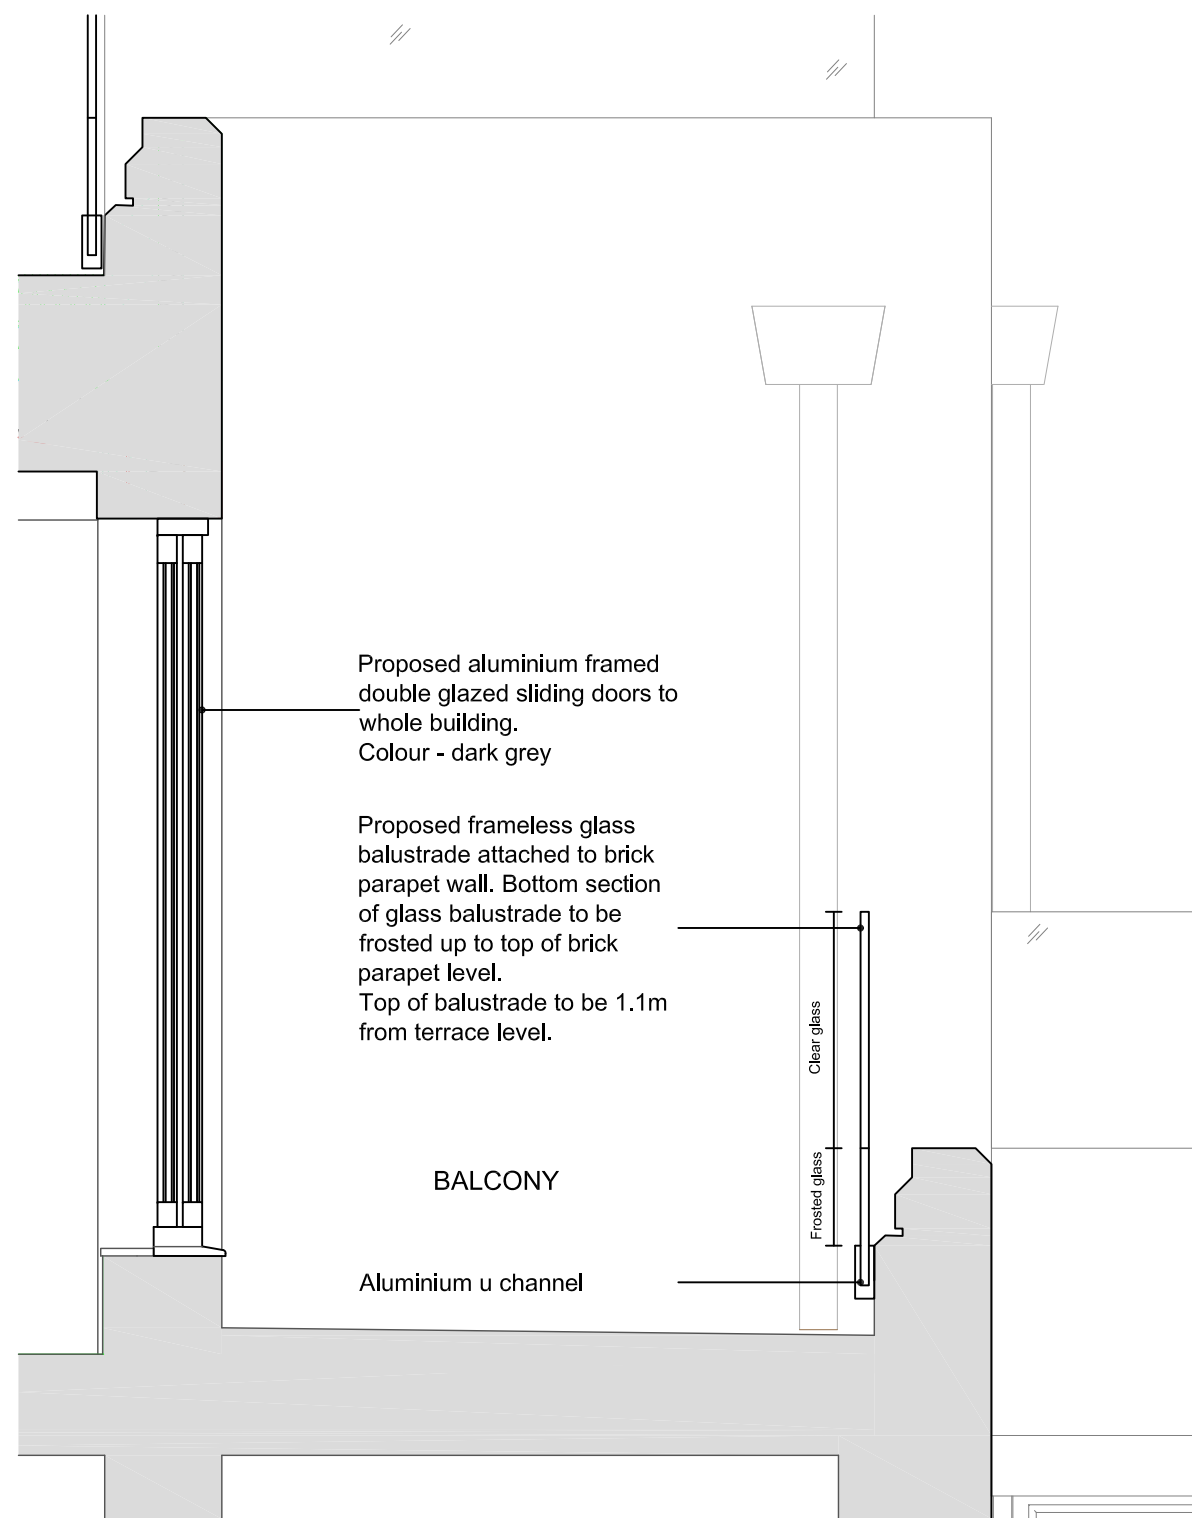 Proposed aluminium framed
double glazed sliding doors to
whole building.
Colour - dark grey
Proposed frameless glass
balustrade attached to brick
parapet wall. Bottom section
of glass balustrade to be
frosted up to top of brick
parapet level.
Top of balustrade to be 1.1m
from terrace level.
Clear glass
Frosted glass
BALCONY
Aluminium u channel